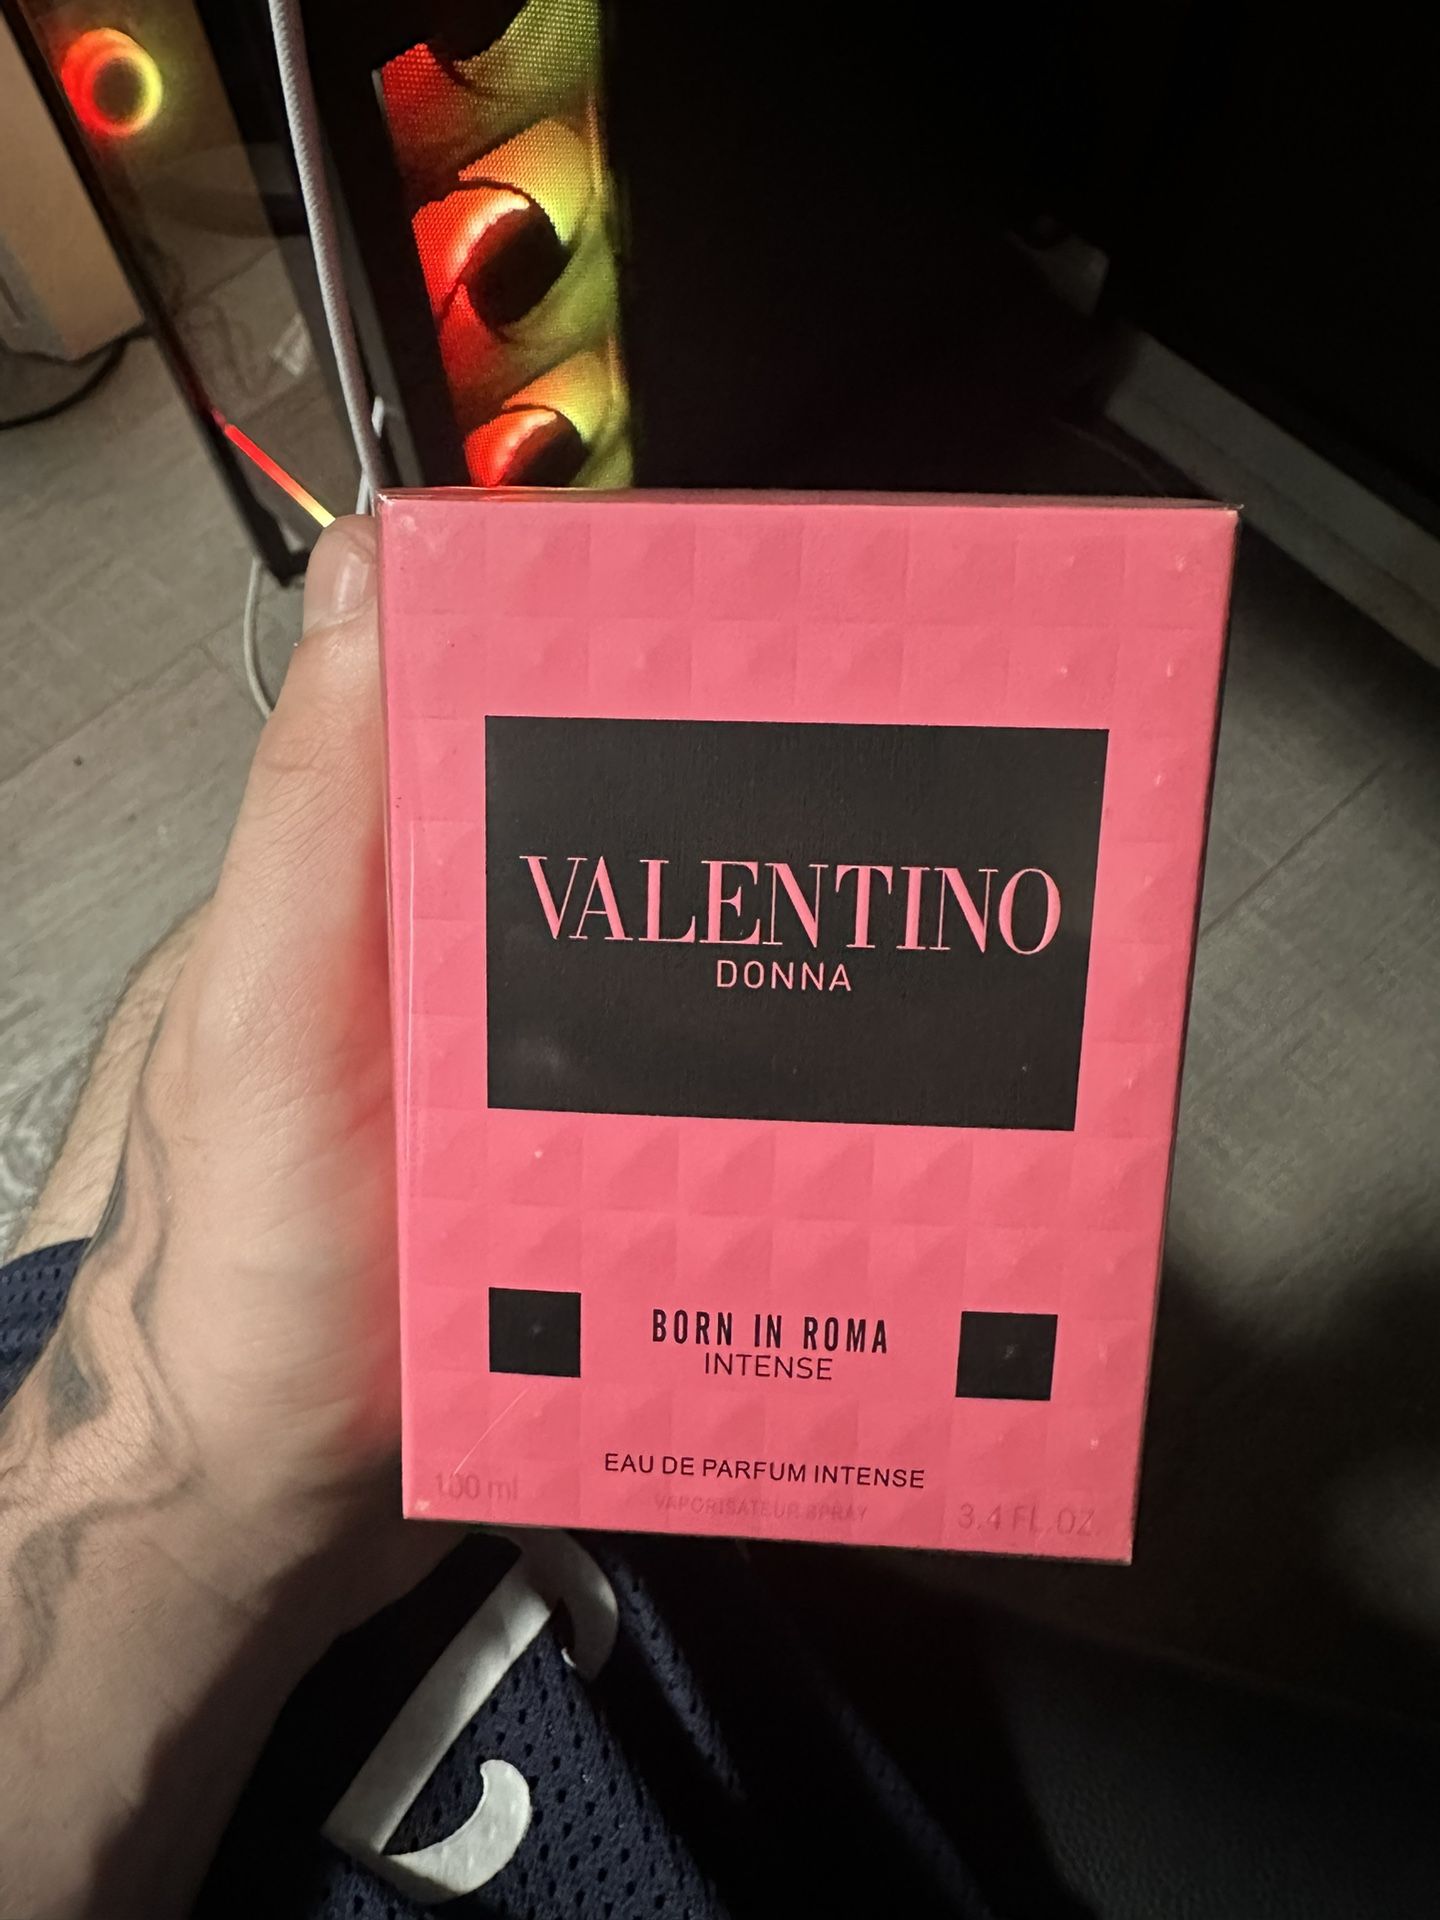 VALENTINO
DONNA
BORN IN ROMA
INTENSE
EAU DE PARFUM INTENSE
100 ml
VAPORISATEUR SPRAY
3.4 FL.OZ.